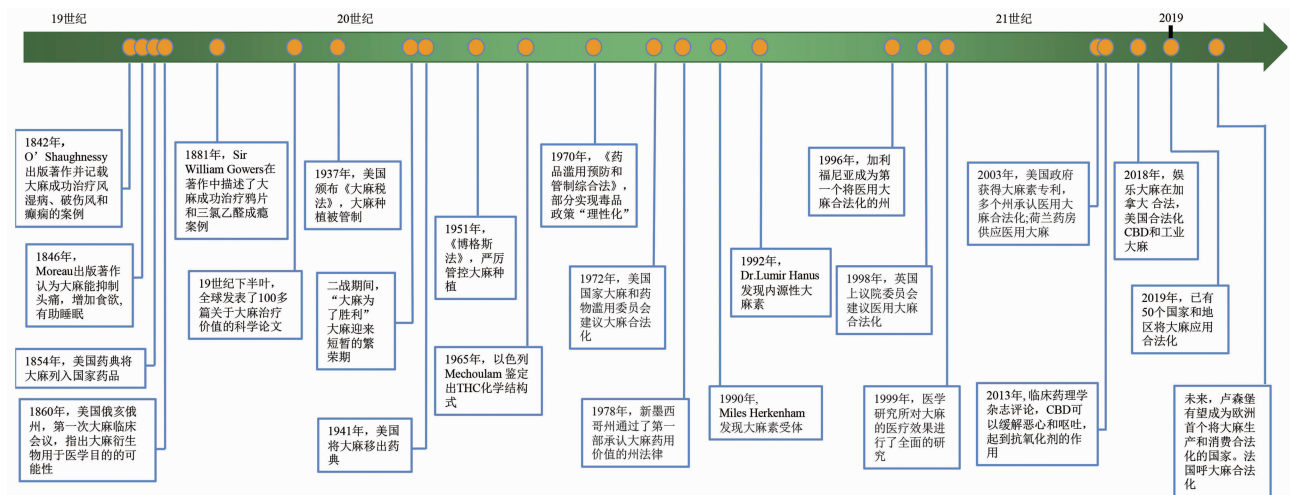 19世纪
20世纪
21世纪
2019
1842年，
O’Shaughnessy
出版著作并记载
大麻成功治疗风
湿病、破伤风和
癫痫的案例
1846年，
Moreau出版著作
认为大麻能抑制
头痛，增加食欲，
有助睡眠
1854年，美国药典将
大麻列入国家药品
1860年，美国俄亥俄
州，第一次大麻临床
会议，指出大麻衍生
物用于医学目的的可
能性
1881年，Sir
William Gowers在
著作中描述了大
麻成功治疗鸦片
和三氯乙醛成瘾
案例
19世纪下半叶，
全球发表了100多
篇关于大麻治疗
价值的科学论文
1937年，美国
颁布《大麻税
法》，大麻种
植被管制
二战期间，
“大麻为
了胜利”
大麻迎来
短暂的繁
荣期
1941年，美国
将大麻移出药
典
1951年，
《博格斯
法》，严厉
管控大麻种
植
1965年，以色列
Mechoulam 鉴定
出THC化学结构
式
1970年，《药
品滥用预防和
管制综合法》，
部分实现毒品
政策“理性化”
1972年，美国
国家大麻和药
物滥用委员会
建议大麻合法
化
1978年，新墨西
哥州通过了第一
部承认大麻药用
价值的州法律
1990年，
Miles Herkenham
发现大麻素受体
1992年，
Dr.Lumir Hanus
发现内源性大
麻素
1996年，加利
福尼亚成为第
一个将医用大
麻合法化的州
1998年，英国
上议院委员会
建议医用大麻
合法化
1999年，医学
研究所对大麻
的医疗效果进
行了全面的研
究
2003年，美国政府
获得大麻素专利，
多个州承认医用大
麻合法化;荷兰药房
供应医用大麻
2013年，临床药理学
杂志评论，CBD可
以缓解恶心和呕吐，
起到抗氧化剂的作
用
2018年，娱
乐大麻在加
拿大 合法，
美国合法化
CBD和工业
大麻
2019年，已有
50个国家和地
区将大麻应用
合法化
未来，卢森堡
有望成为欧洲
首个将大麻生
产和消费合法
化的国家。法
国呼大麻合法
化